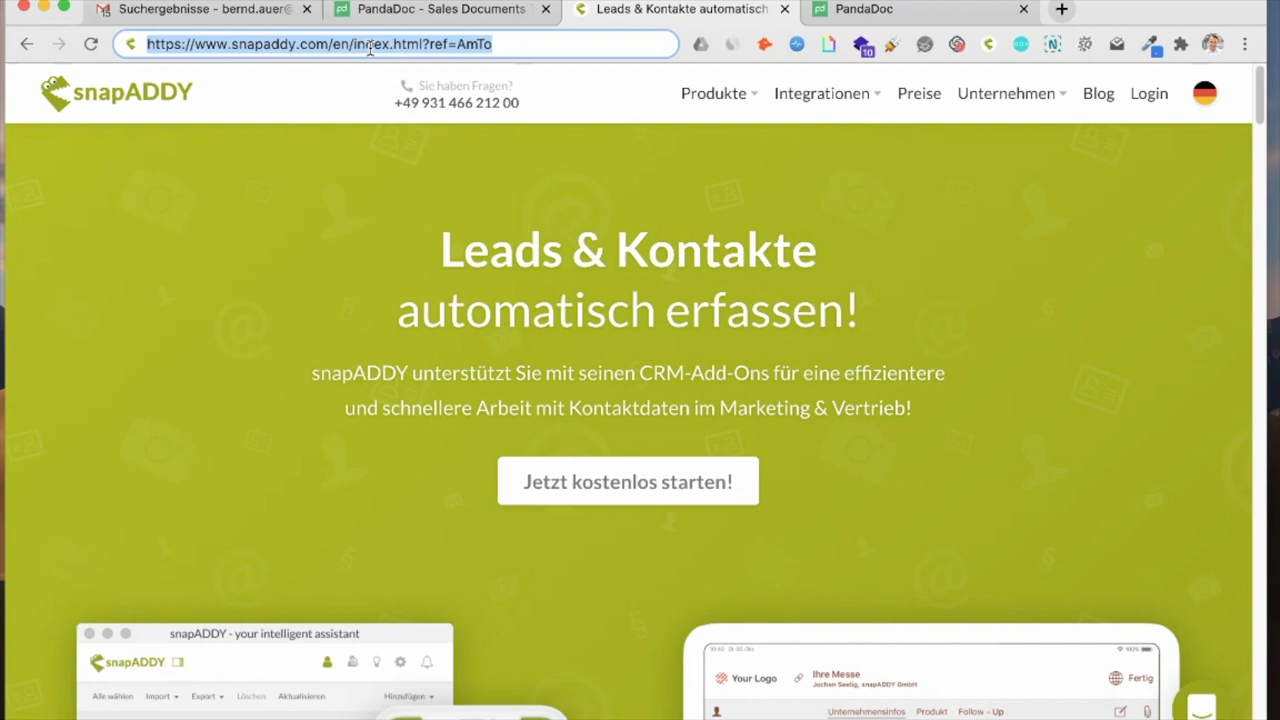 Suchergebnisse - bernd.auer@
PandaDoc - Sales Documents
Leads & Kontakte automatisch
PandaDoc
https://www.snapaddy.com/en/index.html?ref=AmTo
10
snapADDY
Sie haben Fragen?
+49 931 466 212 00
Produkte
Integrationen
Preise
Unternehmen
Blog
Login
Leads & Kontakte
automatisch erfassen!
snapADDY unterstützt Sie mit seinen CRM-Add-Ons für eine effizientere
und schnellere Arbeit mit Kontaktdaten im Marketing & Vertrieb!
Jetzt kostenlos starten!
snapADDY - your intelligent assistant
snapADDY
Alle wählen
Import
Export
Löschen
Aktualisieren
Hinzufügen
100%
Your Logo
Ihre Messe
Jochen Seelig, snapADDY GmbH
Fertig
Unternehmensinfos
Produkt
Follow - Up